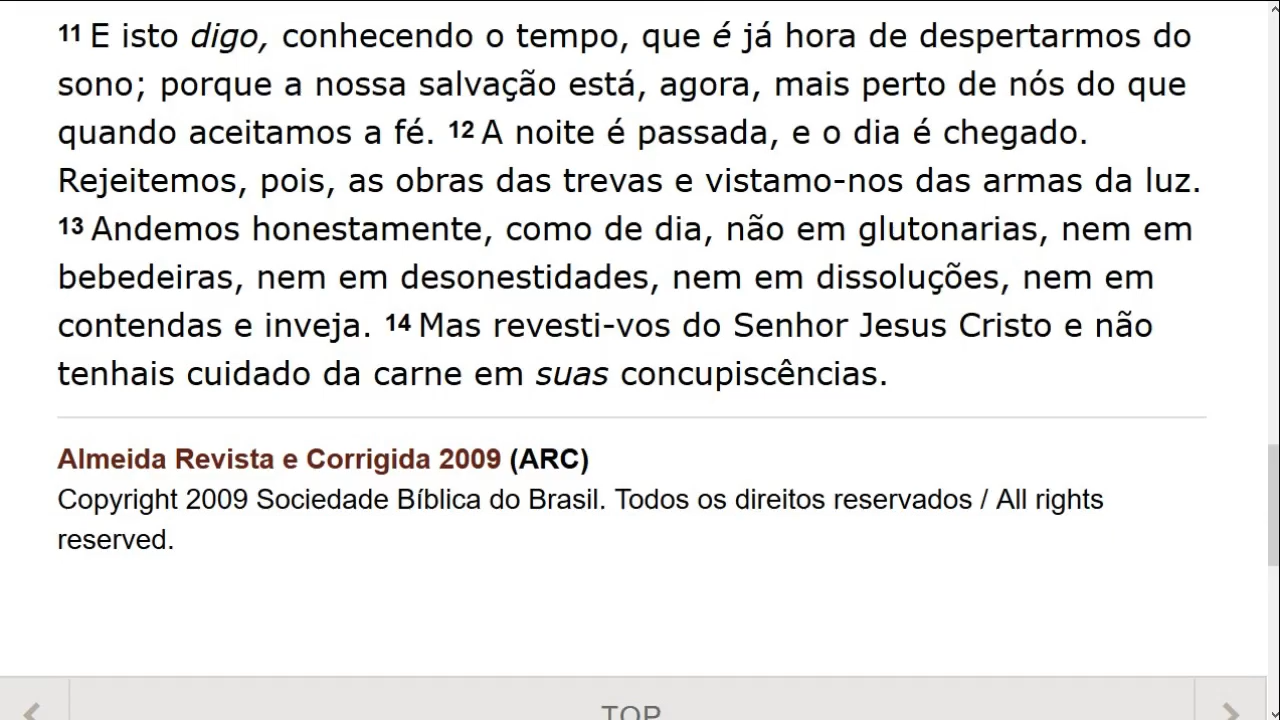 11 E isto digo, conhecendo o tempo, que é já hora de despertarmos do
sono; porque a nossa salvação está, agora, mais perto de nós do que
quando aceitamos a fé. 12 A noite é passada, e o dia é chegado.
Rejeitemos, pois, as obras das trevas e vistamo-nos das armas da luz.
13 Andemos honestamente, como de dia, não em glutonarias, nem em
bebedeiras, nem em desonestidades, nem em dissoluções, nem em
contendas e inveja. 14 Mas revesti-vos do Senhor Jesus Cristo e não
tenhais cuidado da carne em suas concupiscências.
Almeida Revista e Corrigida 2009 (ARC)
Copyright 2009 Sociedade Bíblica do Brasil. Todos os direitos reservados / All rights
reserved.
TOP